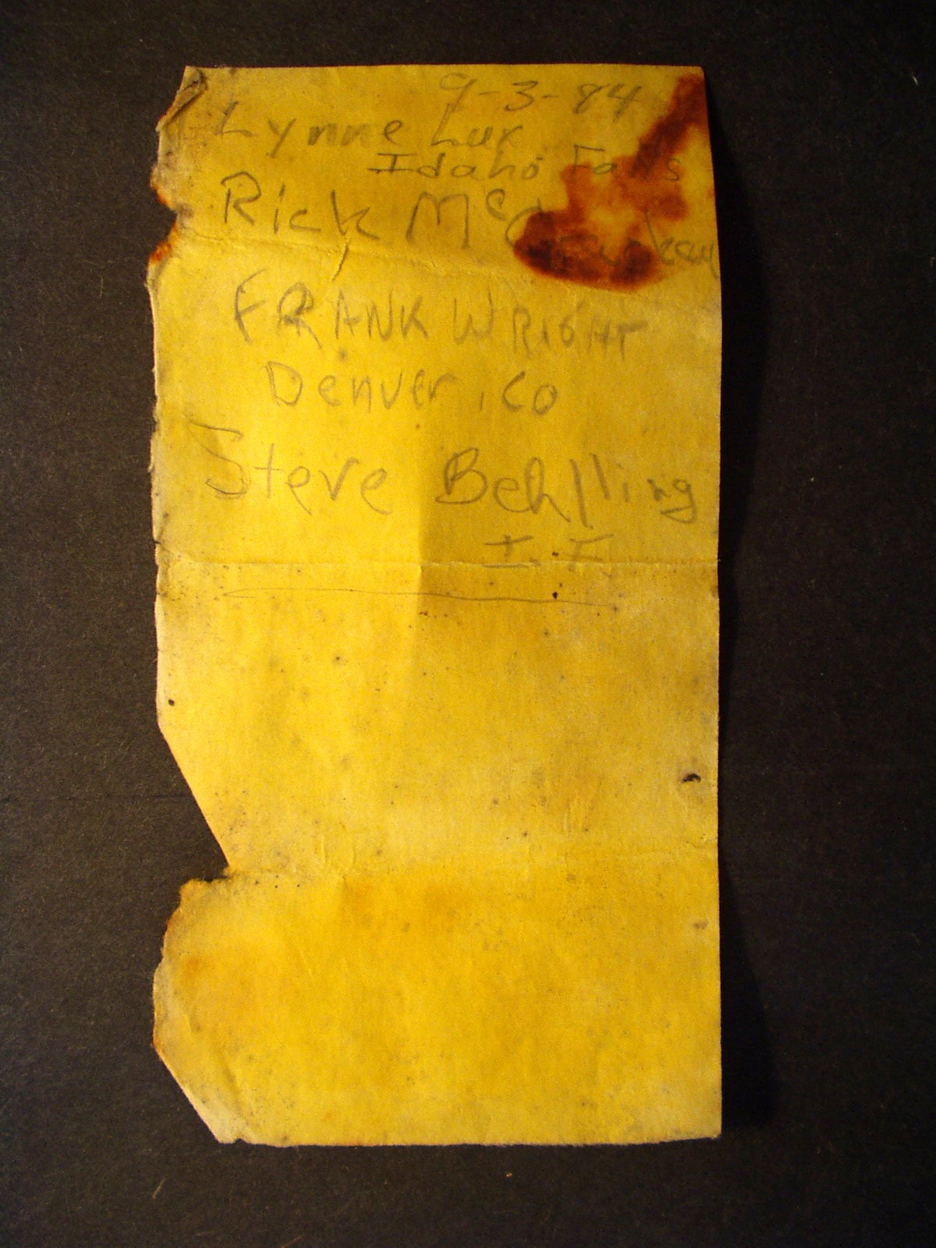 9-3-84
Lynne Lux
Idaho Falls
Rick
FRANK WRIGHT
Denver, Co
Steve Behlling
I.F.